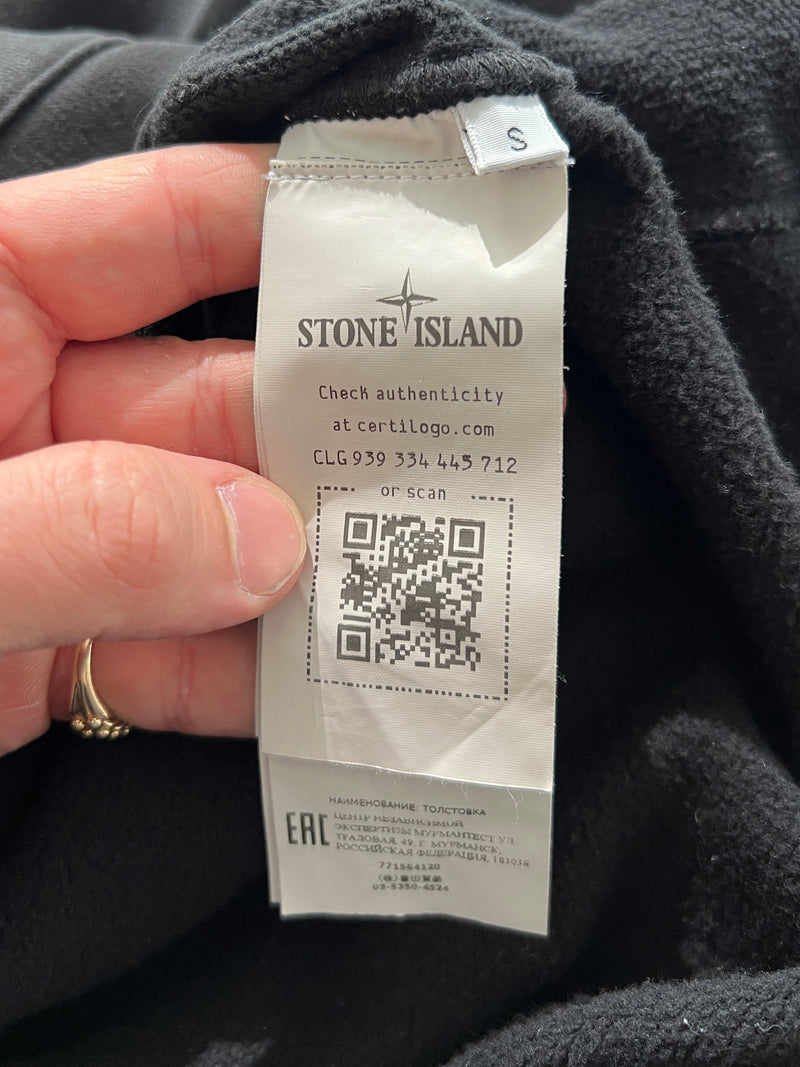 S
STONE ISLAND
Check authenticity
at certilogo.com
CLG 939 334 445 712
or scan
НАИМЕНОВАНИЕ: ТОЛСТОВКА
EAC
ЦЕНТР НЕЗАВИСИМОЙ
ЭКСПЕРТИЗЫ МУРМАНТЕСТ УЛ.
ТРАЛОВАЯ, 49, Г. МУРМАНСК,
РОССИЙСКАЯ ФЕДЕРАЦИЯ, 183038
771564120
03-5350-4524